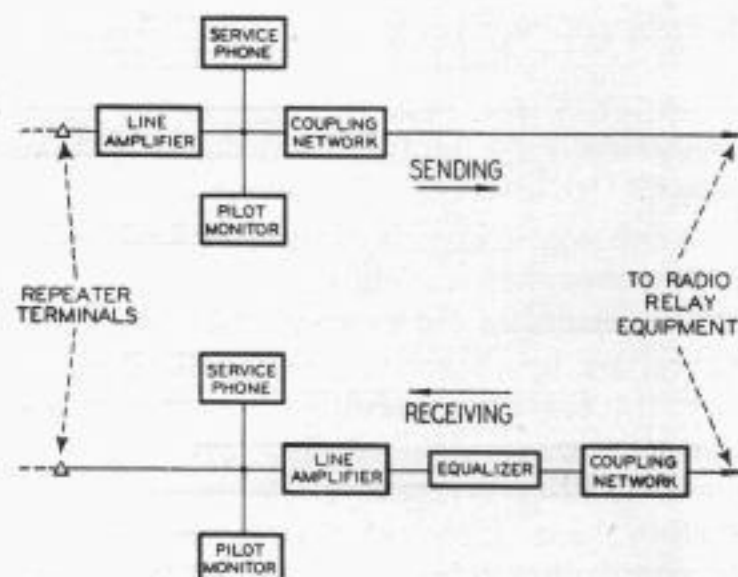 SERVICE
PHONE
LINE
AMPLIFIER
COUPLING
NETWORK
SENDING
PILOT
MONITOR
REPEATER
TERMINALS
TO RADIO
RELAY
EQUIPMENT
SERVICE
PHONE
RECEIVING
LINE
AMPLIFIER
EQUALIZER
COUPLING
NETWORK
PILOT
MONITOR